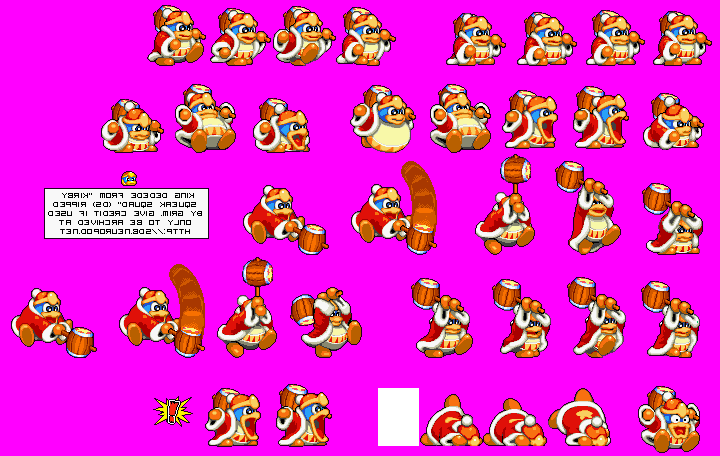 KING DEDEDE FROM "KIRBY
SQUEAK SQUAD" (DS) RIPPED
BY GRIM. GIVE CREDIT IF USED
ONLY TO BE ARCHIVED AT
HTTP://SDB.NEUROPOD.NET